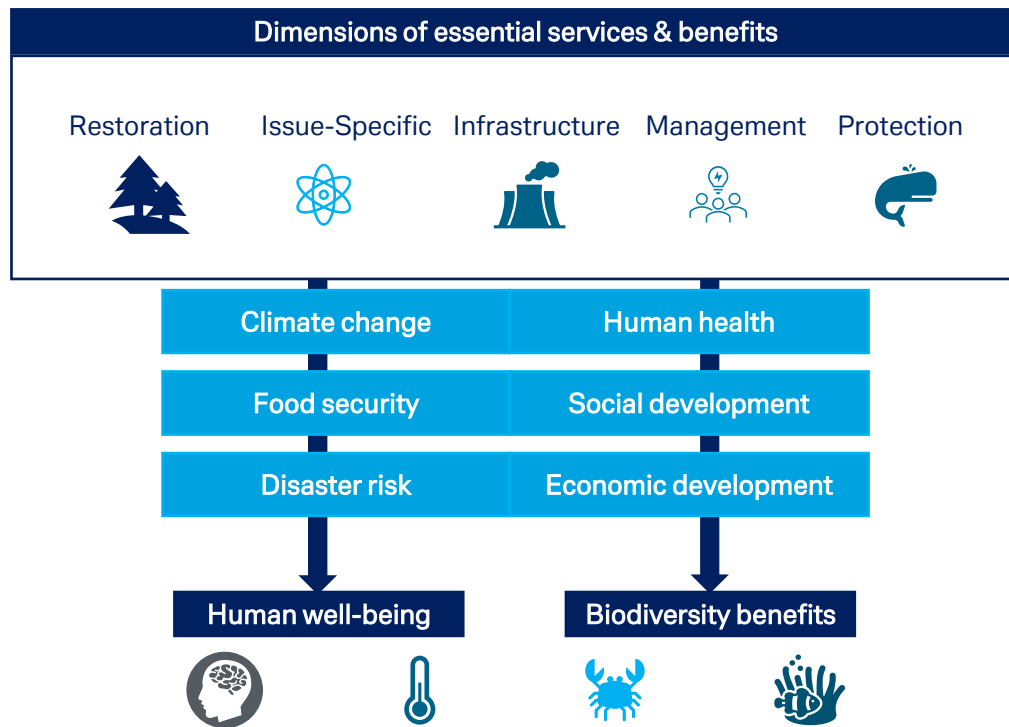 Dimensions of essential services & benefits
Restoration Issue-Specific Infrastructure Management Protection
Climate change Human health
Food security Social development
Disaster risk Economic development
Human well-being Biodiversity benefits